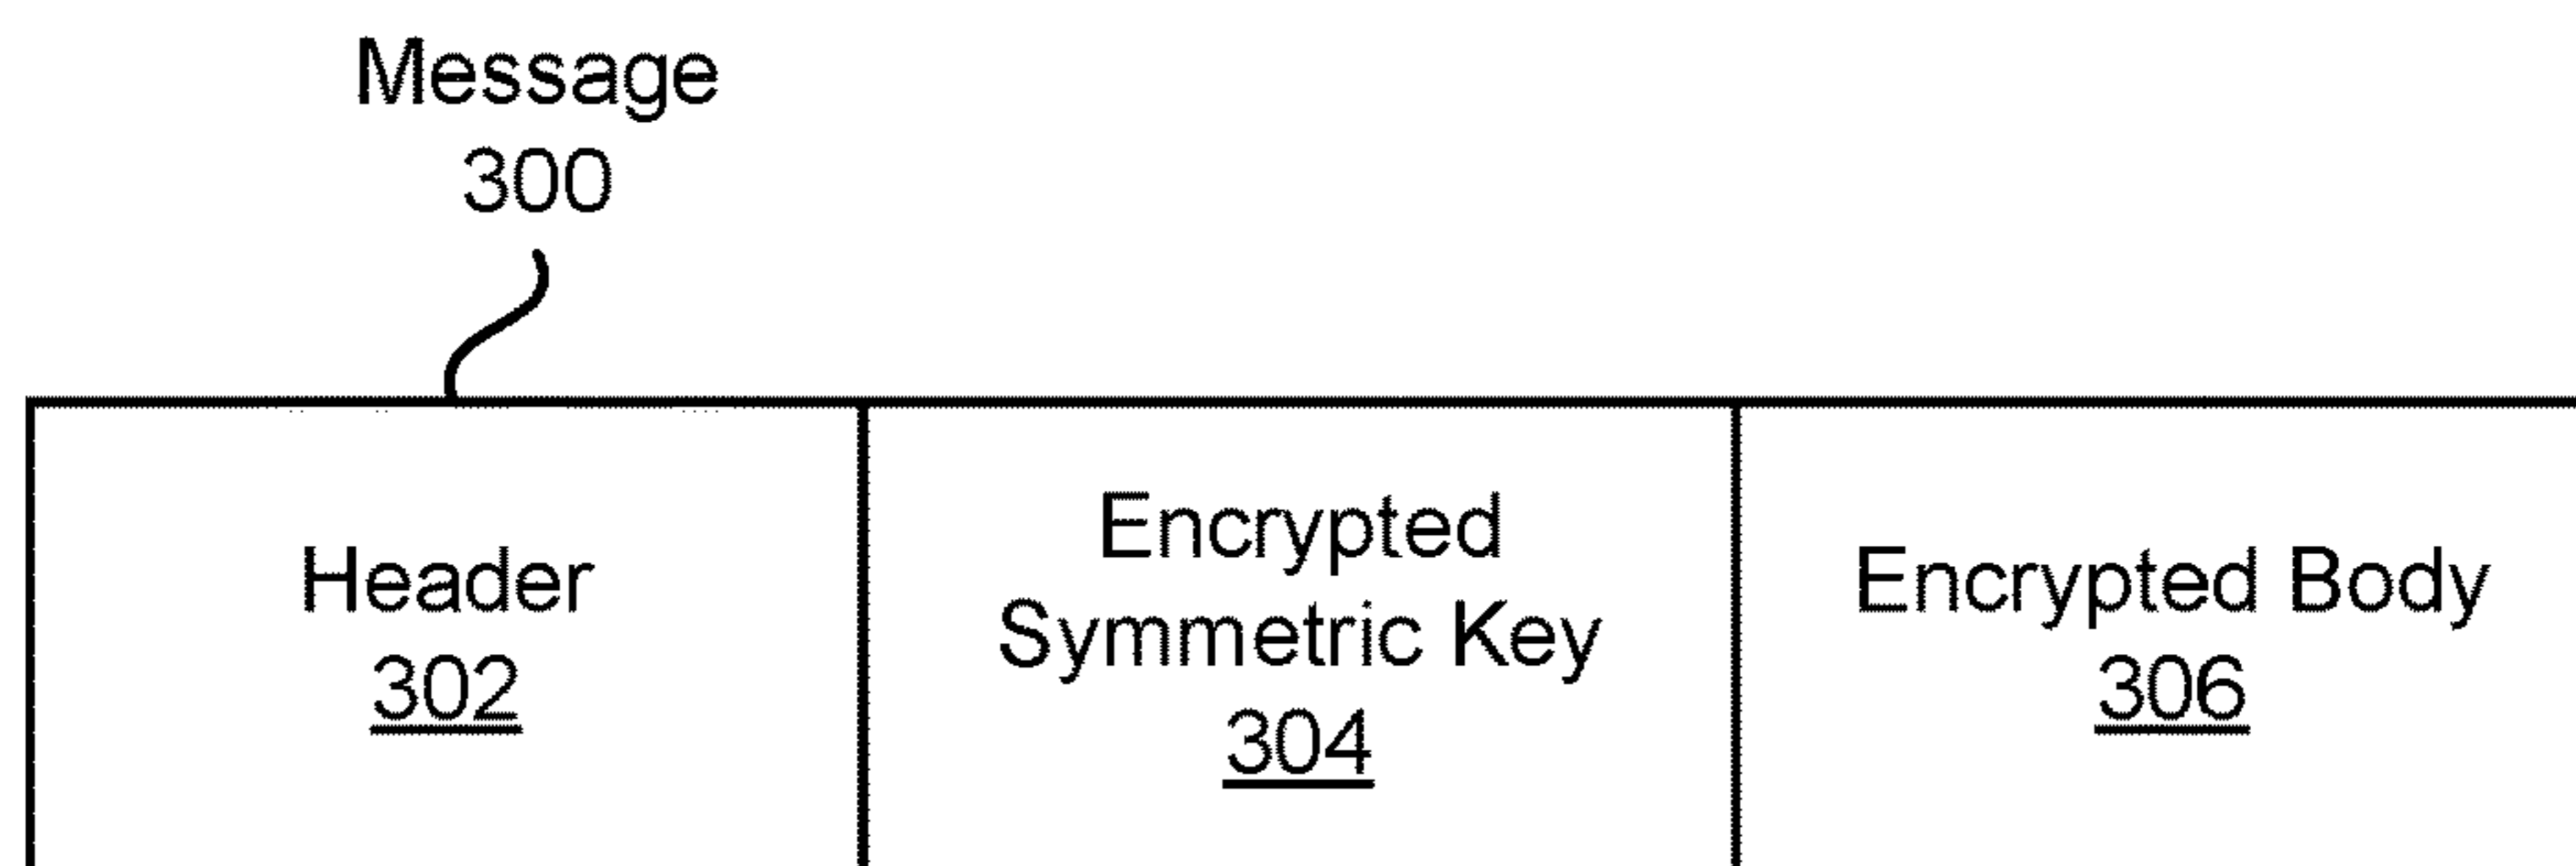 Message
300
Header
302
Encrypted
Symmetric Key
304
Encrypted Body
306